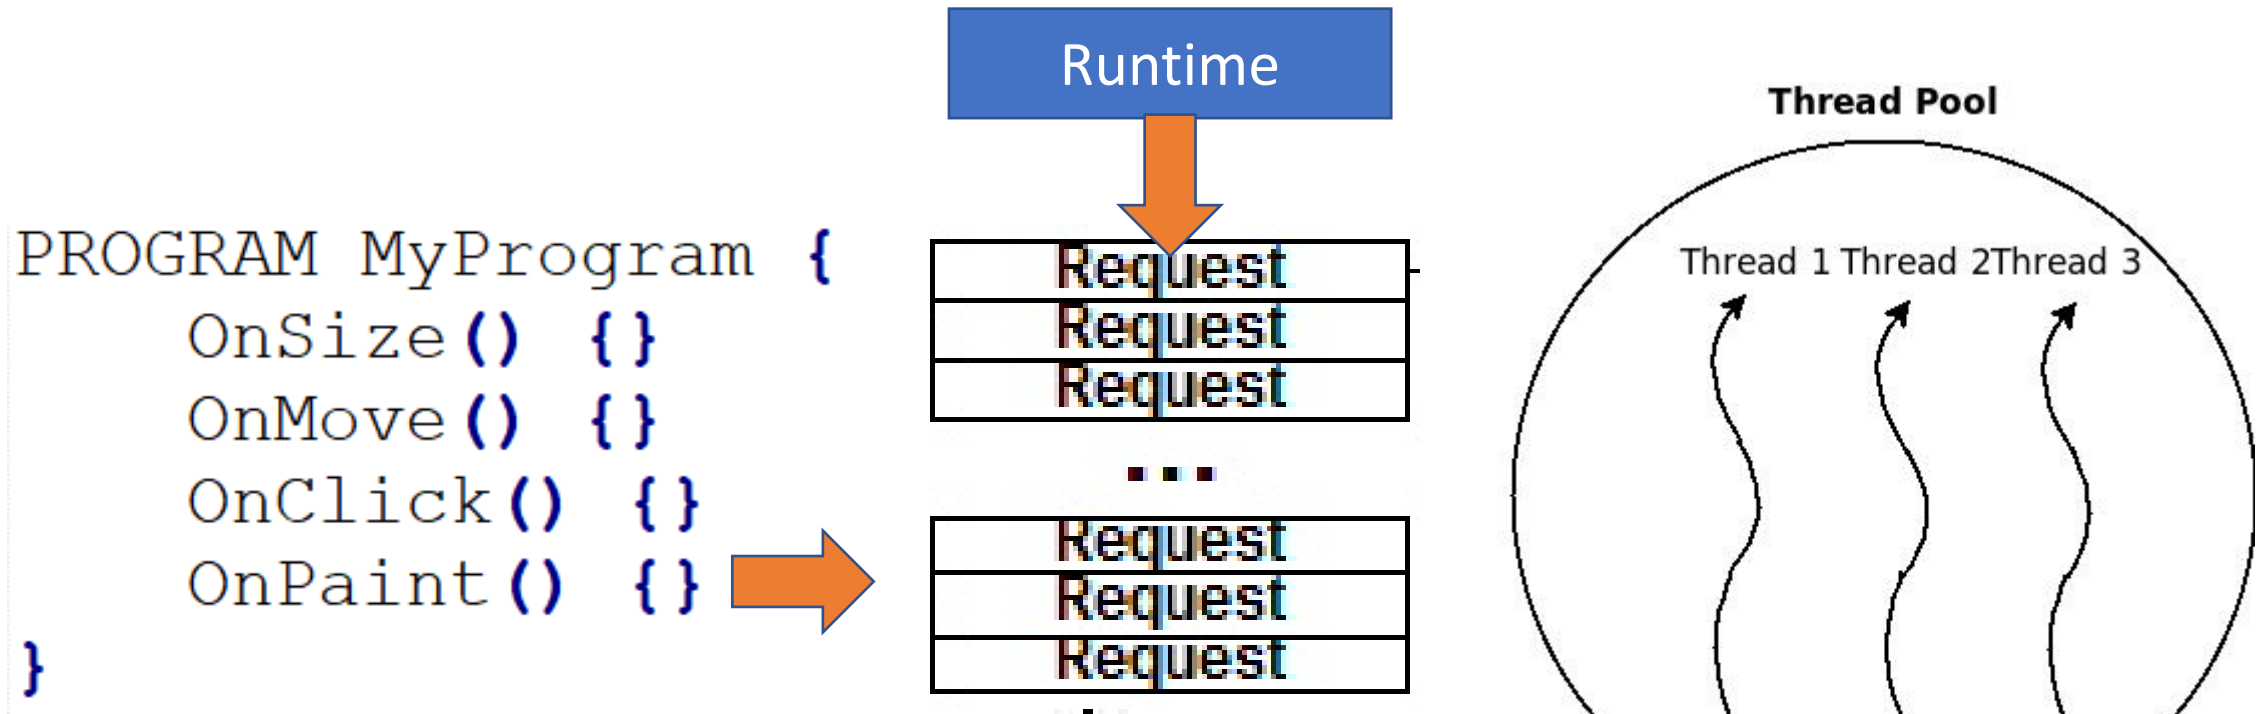 PROGRAM MyProgram {
OnSize() {}
OnMove() {}
OnClick() {}
OnPaint() {}
}
Runtime
Request
Request
Request
...
Request
Request
Request
Thread Pool
Thread 1 Thread 2Thread 3